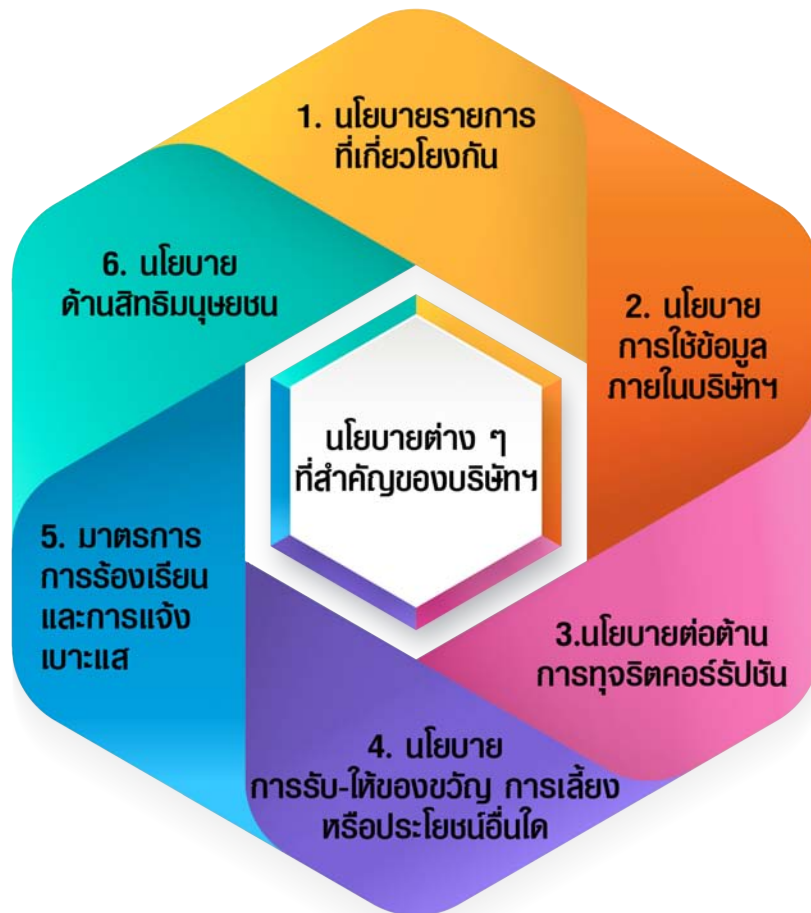 1. นโยบายรายการ
ที่เกี่ยวโยงกัน
2. นโยบาย
การใช้ข้อมูล
ภายในบริษัทฯ
3.นโยบายต่อต้าน
การทุจริตคอร์รัปชัน
4. นโยบาย
การรับ-ให้ของขวัญ การเลี้ยง
หรือประโยชน์อื่นใด
5. มาตรการ
การร้องเรียน
และการแจ้ง
เบาะแส
6. นโยบาย
ด้านสิทธิมนุษยชน
นโยบายต่าง ๆ
ที่สำคัญของบริษัทฯ